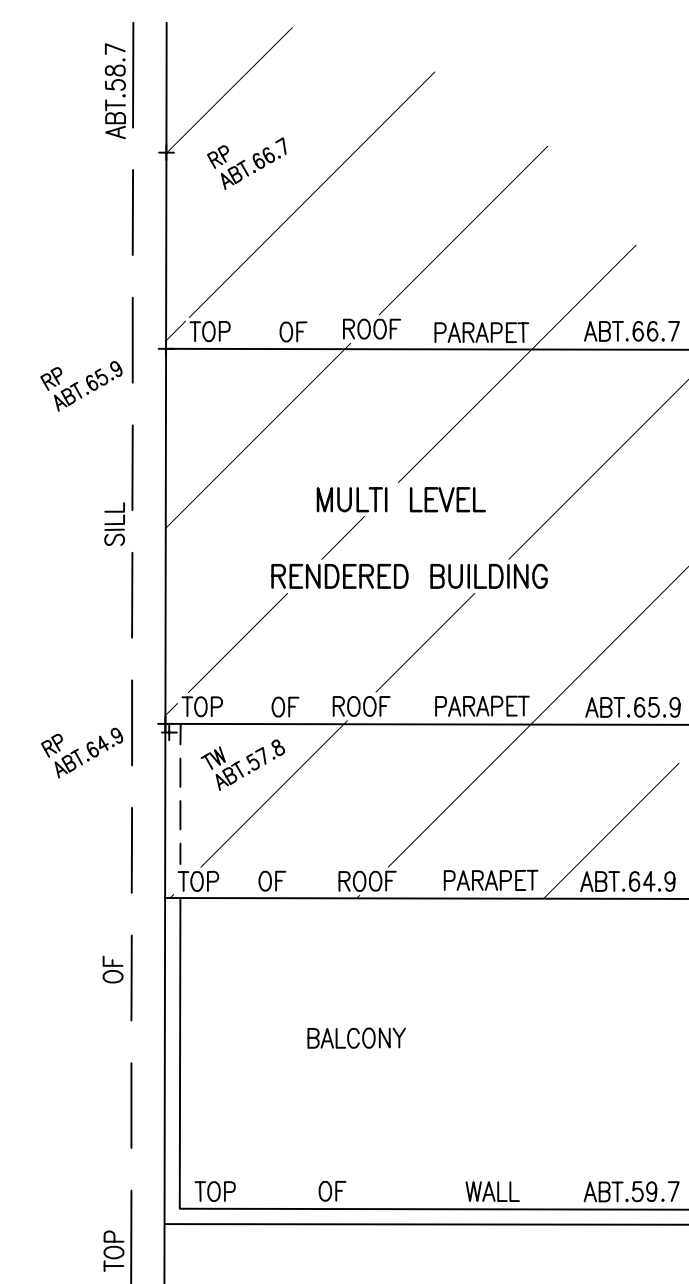 RP
ABT.66.7
TOP OF ROOF PARAPET ABT.66.7
RP
ABT.65.9
MULTI LEVEL
RENDERED BUILDING
TOP OF ROOF PARAPET ABT.65.9
RP
ABT.64.9
TW
ABT.57.8
TOP OF ROOF PARAPET ABT.64.9
BALCONY
TOP OF WALL ABT.59.7
TOP OF SILL ABT.58.7